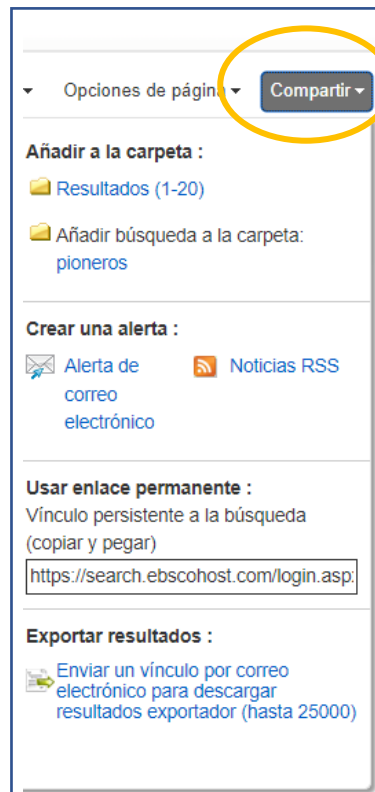 Opciones de página Compartir
Añadir a la carpeta :
Resultados (1-20)
Añadir búsqueda a la carpeta:
pioneros
Crear una alerta :
Alerta de Noticias RSS
correo
electrónico
Usar enlace permanente :
Vínculo persistente a la búsqueda
(copiar y pegar)
https://search.ebscohost.com/login.asp
Exportar resultados :
Enviar un vínculo por correo
electrónico para descargar
resultados exportador (hasta 25000)